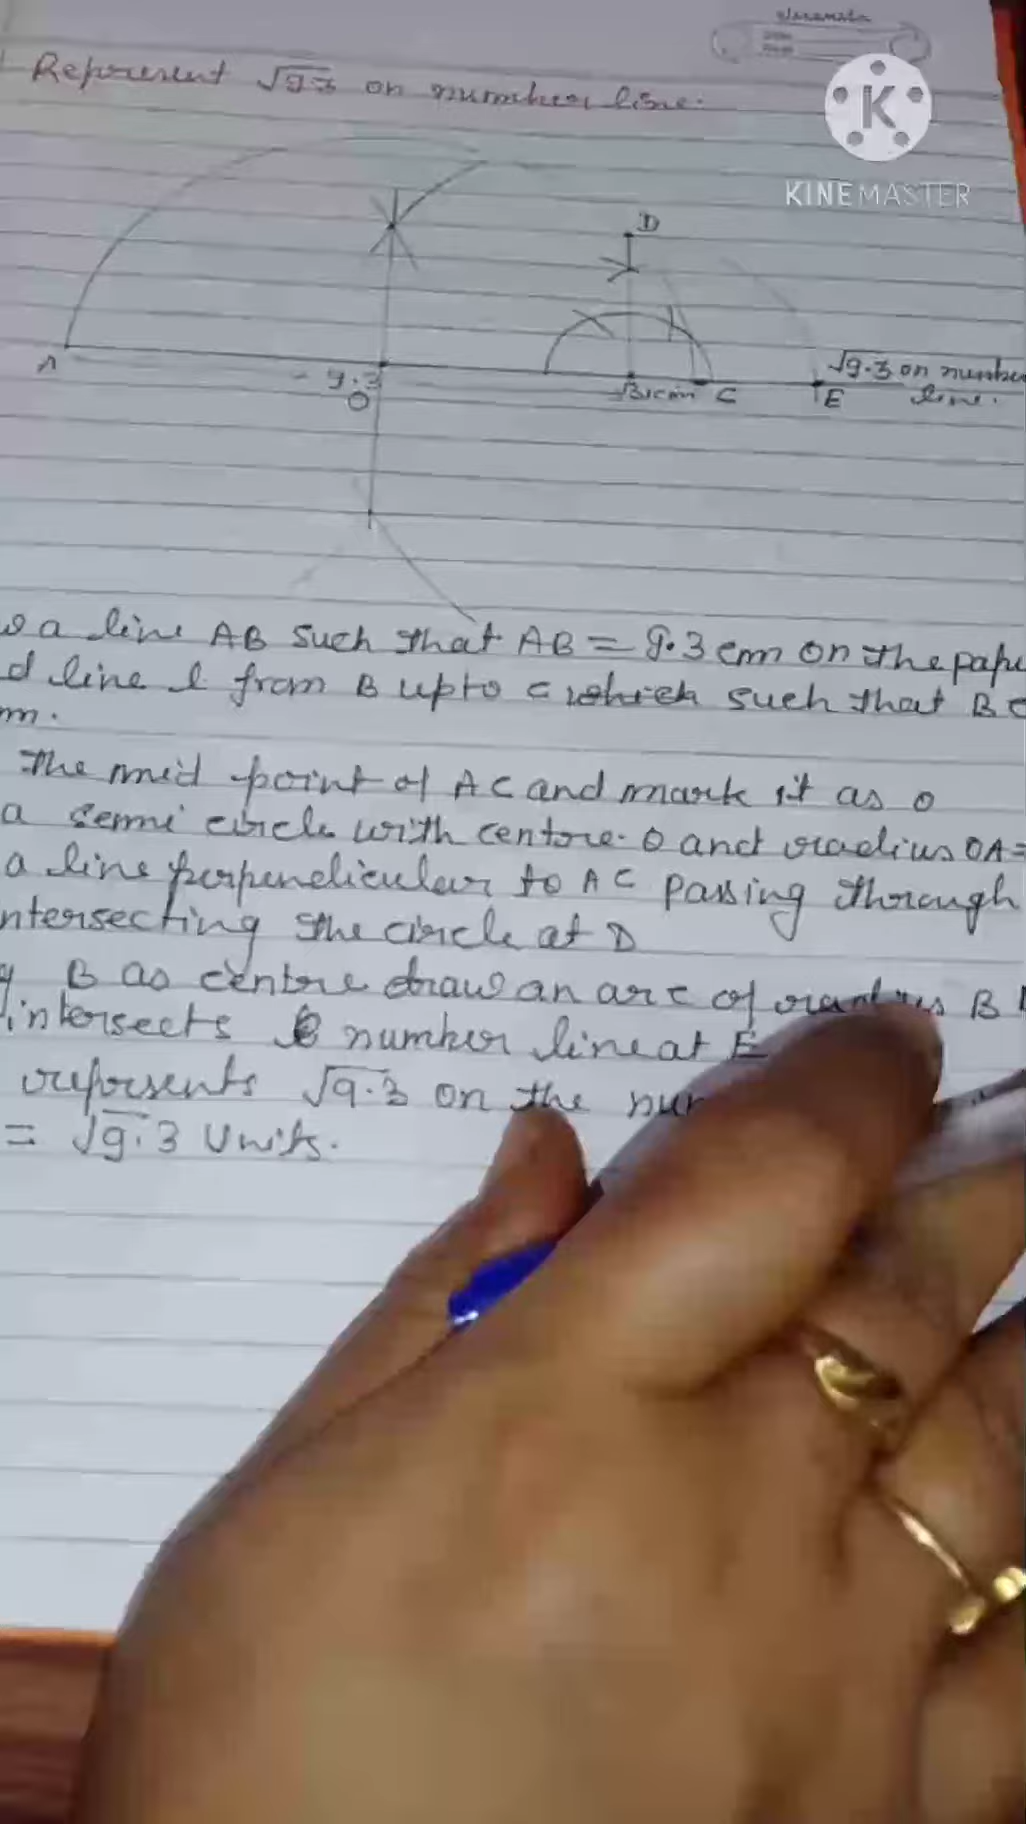 Represent √9.3 on number line.
KINEMASTER
K
D
A
9.3
O
B 1cm C
E
√9.3 on number
line.
a line AB such that AB = 9.3 cm on the pape
d line l from B upto c which such that B C
m.
The mid point of AC and mark it as O
a semi circle with centre O and radius OA =
a line perpendicular to AC passing through
ntersecting the circle at D
B as centre draw an arc of radius B
intersects number line at E
reprsents √9.3 on the
= √9.3 Units.